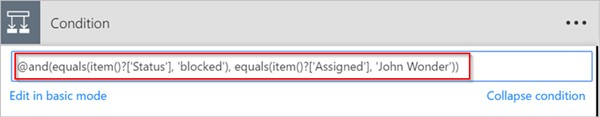 Condition
@and(equals(item()?['Status'], 'blocked'), equals(item()?['Assigned'], 'John Wonder'))
Edit in basic mode
Collapse condition